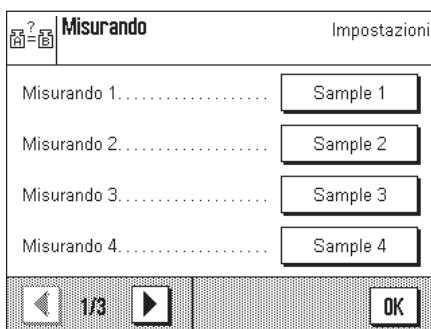 A ? = B Misurando Impostazioni
Misurando 1................... Sample 1
Misurando 2................... Sample 2
Misurando 3................... Sample 3
Misurando 4................... Sample 4
1/3 OK